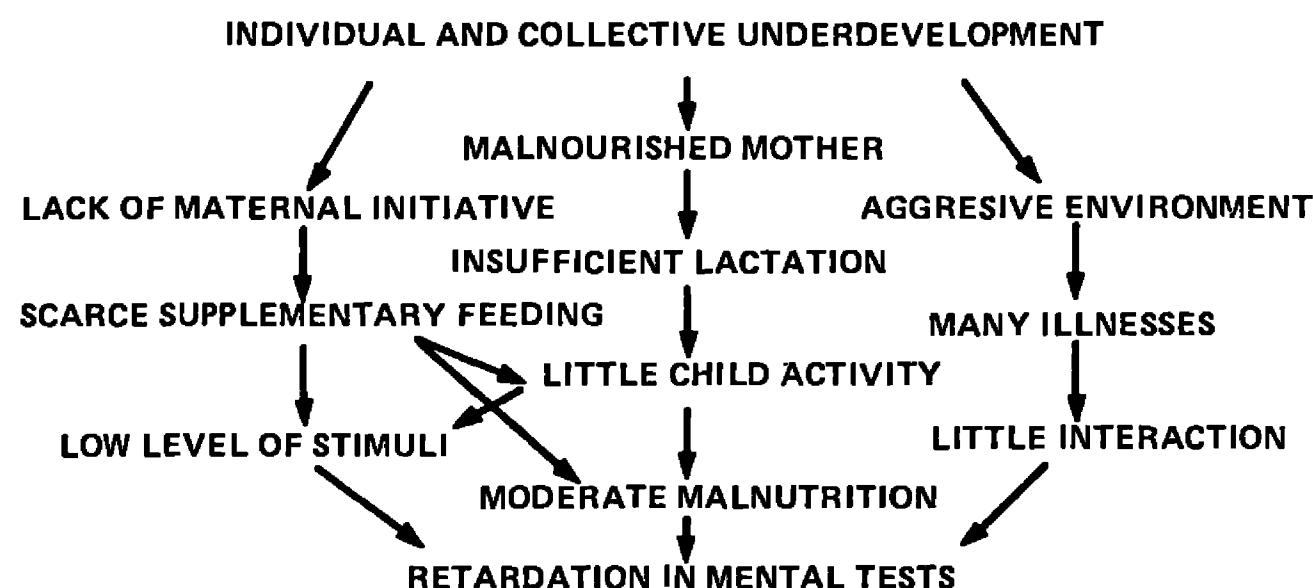 INDIVIDUAL AND COLLECTIVE UNDERDEVELOPMENT
MALNOURISHED MOTHER
LACK OF MATERNAL INITIATIVE
AGGRESIVE ENVIRONMENT
INSUFFICIENT LACTATION
SCARCE SUPPLEMENTARY FEEDING
MANY ILLNESSES
LITTLE CHILD ACTIVITY
LOW LEVEL OF STIMULI
LITTLE INTERACTION
MODERATE MALNUTRITION
RETARDATION IN MENTAL TESTS